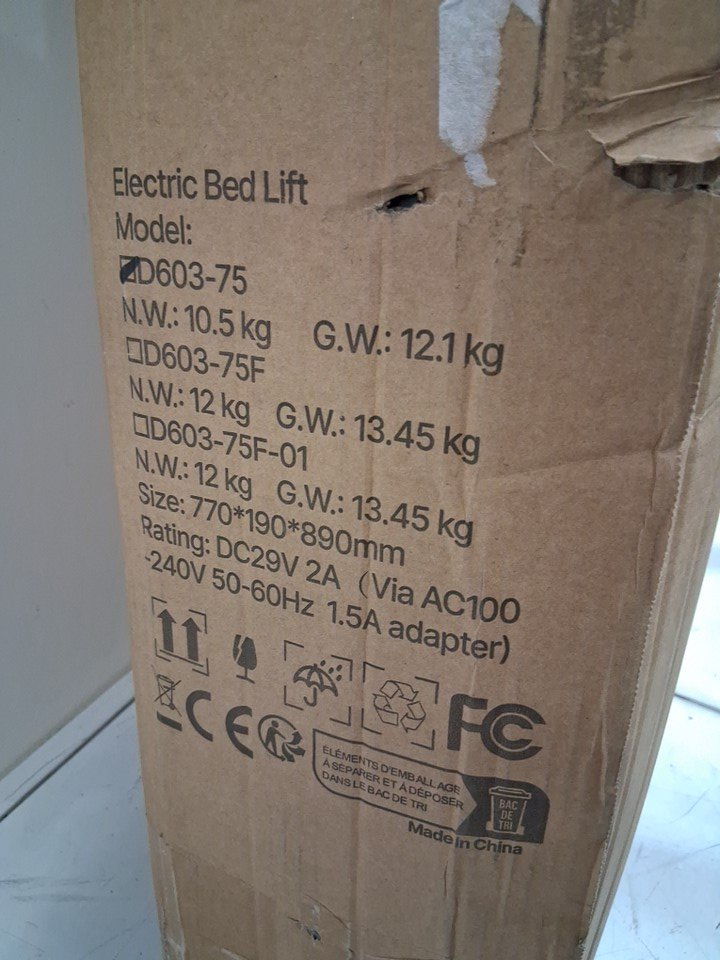 Electric Bed Lift
Model:
☑D603-75
N.W.: 10.5 kg G.W.: 12.1 kg
☐D603-75F
N.W.: 12 kg G.W.: 13.45 kg
☐D603-75F-01
N.W.: 12 kg G.W.: 13.45 kg
Size: 770*190*890mm
Rating: DC29V 2A (Via AC100
-240V 50-60Hz 1.5A adapter)
FC
CE
ÉLÉMENTS D'EMBALLAGE
À SÉPARER ET À DÉPOSER
DANS LE BAC DE TRI
BAC
DE
TRI
Made in China